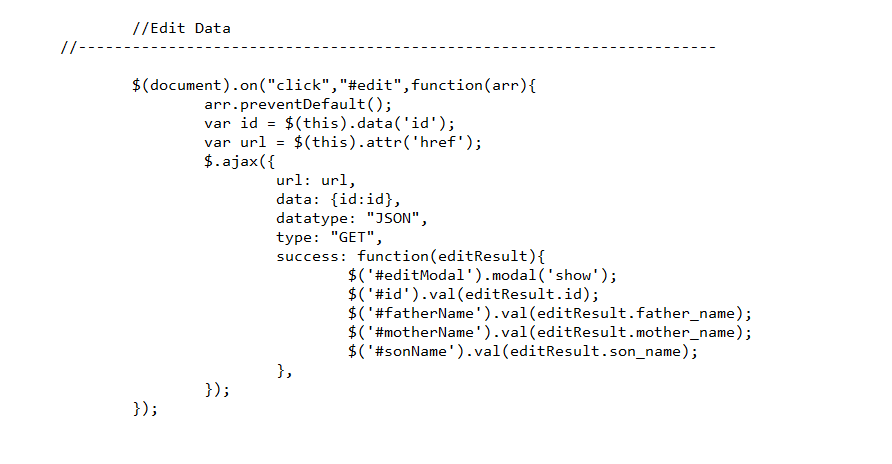 //Edit Data
//-----------------------------------------------------------------------
$(document).on("click","#edit",function(arr){
arr.preventDefault();
var id = $(this).data('id');
var url = $(this).attr('href');
$.ajax({
url: url,
data: {id:id},
datatype: "JSON",
type: "GET",
success: function(editResult){
$('#editModal').modal('show');
$('#id').val(editResult.id);
$('#fatherName').val(editResult.father_name);
$('#motherName').val(editResult.mother_name);
$('#sonName').val(editResult.son_name);
},
});
});